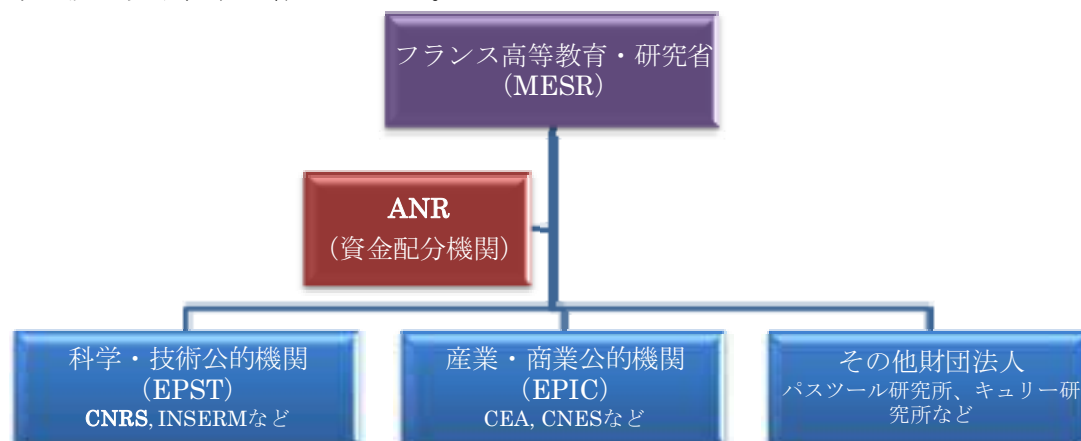 フランス高等教育・研究省
（MESR）
ANR
（資金配分機関）
科学・技術公的機関
（EPST）
CNRS, INSERMなど
産業・商業公的機関
（EPIC）
CEA, CNESなど
その他財団法人
パスツール研究所、キュリー研
究所など